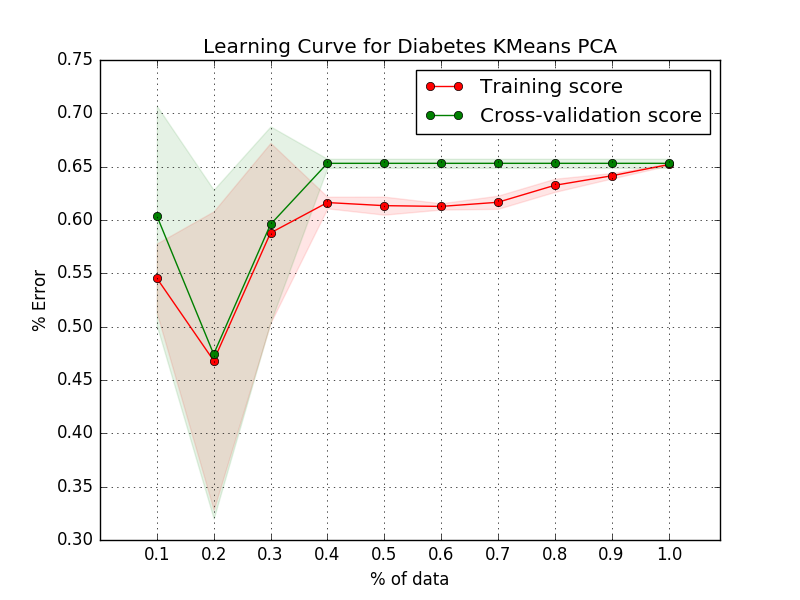 Learning Curve for Diabetes KMeans PCA
Training score
Cross-validation score
0.75
0.70
0.65
0.60
0.55
0.50
0.45
0.40
0.35
0.30
% Error
0.1 0.2 0.3 0.4 0.5 0.6 0.7 0.8 0.9 1.0
% of data